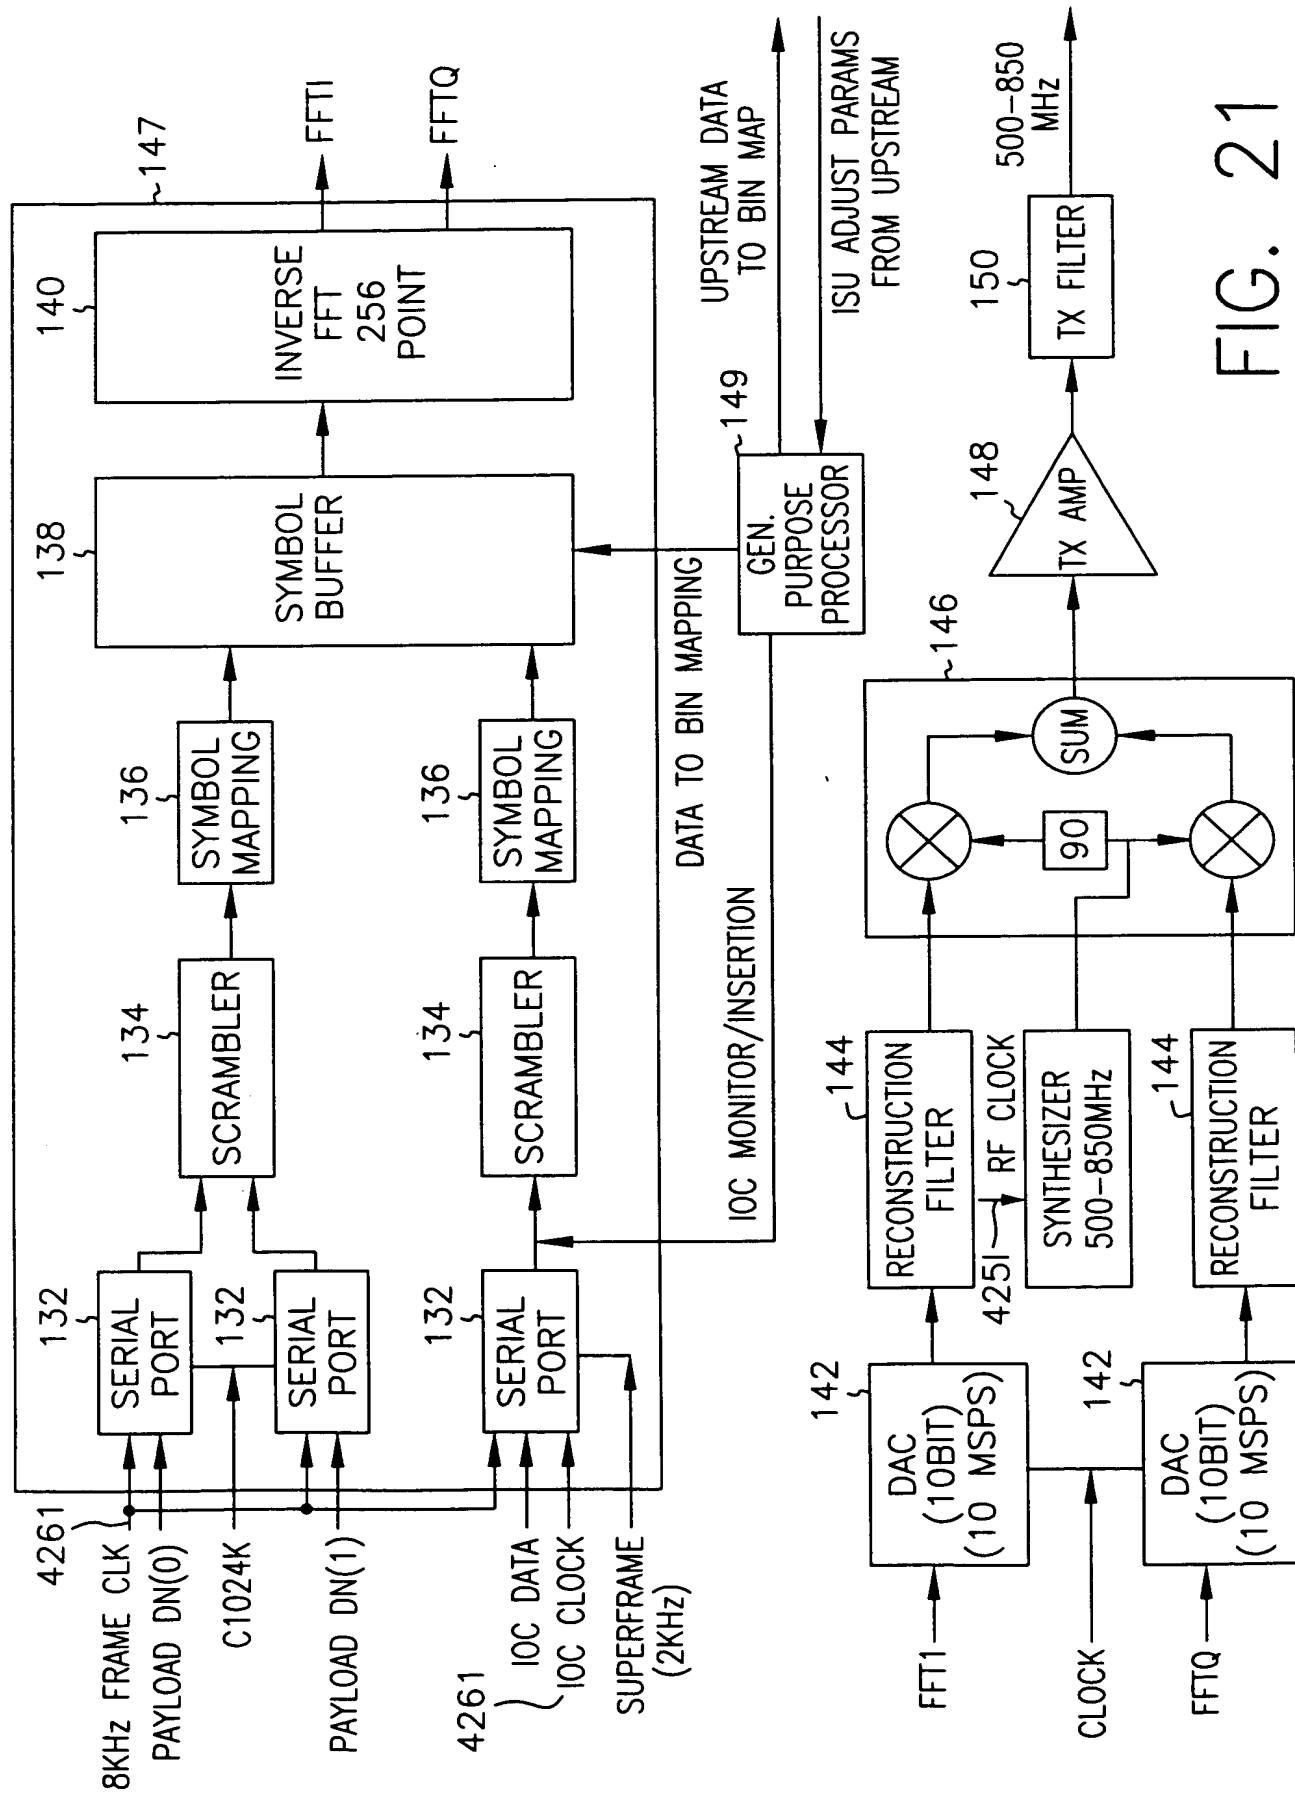 147
140
INVERSE
FFT
256
POINT
FFTI
FFTQ
138
SYMBOL
BUFFER
136
SYMBOL
MAPPING
136
SYMBOL
MAPPING
134
SCRAMBLER
134
SCRAMBLER
132
SERIAL
PORT
132
SERIAL
PORT
132
SERIAL
PORT
4261
8KHz FRAME CLK
PAYLOAD DN(0)
C1024K
PAYLOAD DN(1)
IOC DATA
IOC CLOCK
4261
SUPERFRAME
(2KHz)
DATA TO BIN MAPPING
IOC MONITOR/INSERTION
149
GEN.
PURPOSE
PROCESSOR
UPSTREAM DATA
TO BIN MAP
ISU ADJUST PARAMS
FROM UPSTREAM
FFT1
CLOCK
FFTQ
142
DAC
(10BIT)
(10 MSPS)
142
DAC
(10BIT)
(10 MSPS)
144
RECONSTRUCTION
FILTER
4251
RF CLOCK
SYNTHESIZER
500-850MHz
144
RECONSTRUCTION
FILTER
146
90
SUM
148
TX AMP
150
TX FILTER
500-850
MHz
FIG. 21